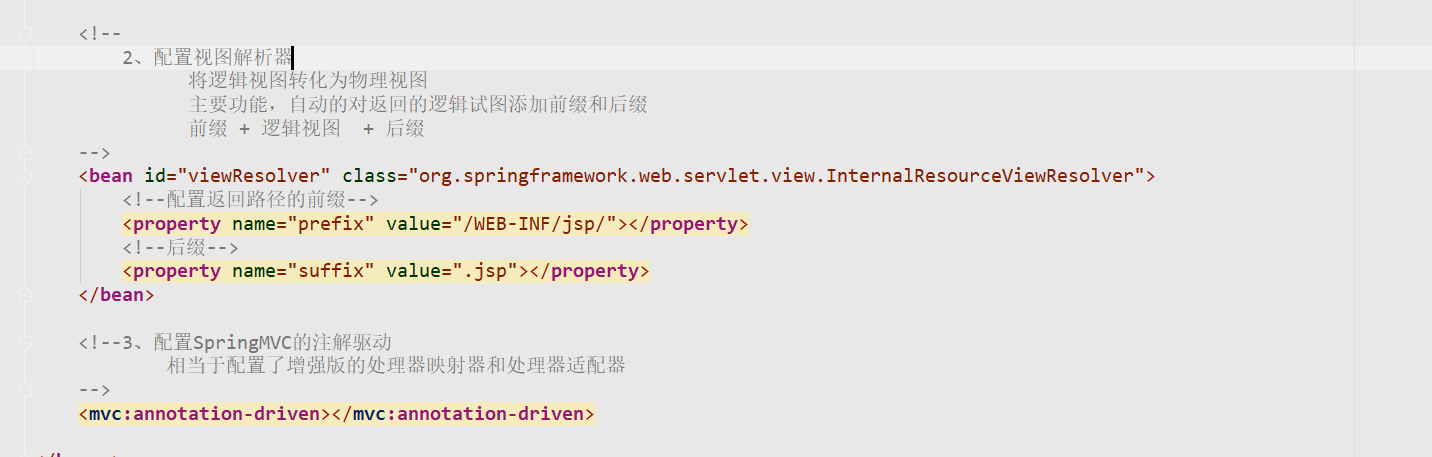 <!--
2、配置视图解析器
将逻辑视图转化为物理视图
主要功能，自动的对返回的逻辑试图添加前缀和后缀
前缀 + 逻辑视图  + 后缀
-->
<bean id="viewResolver" class="org.springframework.web.servlet.view.InternalResourceViewResolver">
<!--配置返回路径的前缀-->
<property name="prefix" value="/WEB-INF/jsp/"></property>
<!--后缀-->
<property name="suffix" value=".jsp"></property>
</bean>
<!--3、配置SpringMVC的注解驱动
相当于配置了增强版的处理器映射器和处理器适配器
-->
<mvc:annotation-driven></mvc:annotation-driven>